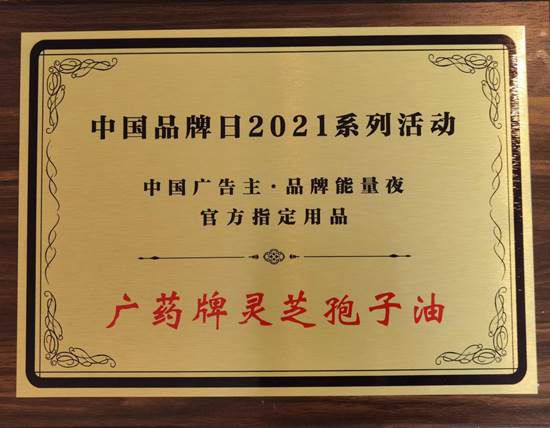 中国品牌日2021系列活动
中国广告主·品牌能量夜
官方指定用品
广药牌灵芝孢子油